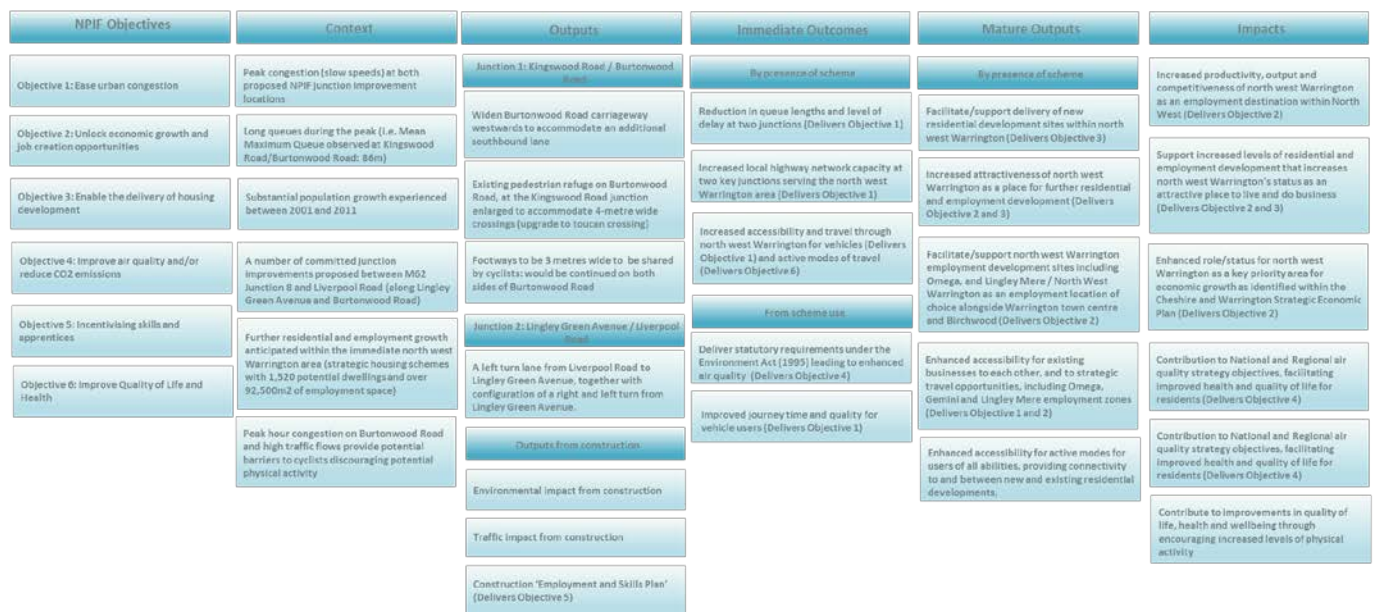 NPIF Objectives
Objective 1: Ease urban congestion
Objective 2: Unlock economic growth and
job creation opportunities
Objective 3: Enable the delivery of housing
development
Objective 4: Improve air quality and/or
reduce CO2 emissions
Objective 5: Incentivising skills and
apprentices
Objective 6: Improve Quality of Life and
Health
Context
Peak congestion (slow speeds) at both
proposed NPIF junction improvement
locations
Long queues during the peak (i.e. Mean
Maximum Queue observed at Kingswood
Road/Burtonwood Road: 86m)
Substantial population growth experienced
between 2001 and 2011
A number of committed junction
improvements proposed between M62
Junction 8 and Liverpool Road (along Lingley
Green Avenue and Burtonwood Road)
Further residential and employment growth
anticipated within the immediate north west
Warrington area (strategic housing schemes
with 1,520 potential dwellings and over
92,500m2 of employment space)
Peak hour congestion on Burtonwood Road
and high traffic flows provide potential
barriers to cyclists discouraging potential
physical activity
Outputs
Junction 1: Kingswood Road / Burtonwood
Road
Widen Burtonwood Road carriageway
westwards to accommodate an additional
southbound lane
Existing pedestrian refuge on Burtonwood
Road, at the Kingswood Road junction
enlarged to accommodate 4-metre wide
crossings (upgrade to toucan crossing)
Footways to be 3 metres wide to be shared
by cyclists: would be continued on both
sides of Burtonwood Road
Junction 2: Lingley Green Avenue / Liverpool
Road
A left turn lane from Liverpool Road to
Lingley Green Avenue, together with
configuration of a right and left turn from
Lingley Green Avenue.
Outputs from construction
Environmental impact from construction
Traffic impact from construction
Construction 'Employment and Skills Plan'
(Delivers Objective 5)
Immediate Outcomes
By presence of scheme
Reduction in queue lengths and level of
delay at two junctions (Delivers Objective 1)
Increased local highway network capacity at
two key junctions serving the north west
Warrington area (Delivers Objective 1)
Increased accessibility and travel through
north west Warrington for vehicles (Delivers
Objective 1) and active modes of travel
(Delivers Objective 6)
From scheme use
Deliver statutory requirements under the
Environment Act (1995) leading to enhanced
air quality (Delivers Objective 4)
Improved journey time and quality for
vehicle users (Delivers Objective 1)
Mature Outputs
By presence of scheme
Facilitate/support delivery of new
residential development sites within north
west Warrington (Delivers Objective 3)
Increased attractiveness of north west
Warrington as a place for further residential
and employment development (Delivers
Objective 2 and 3)
Facilitate/support north west Warrington
employment development sites including
Omega, and Lingley Mere / North West
Warrington as an employment location of
choice alongside Warrington town centre
and Birchwood (Delivers Objective 2)
Enhanced accessibility for existing
businesses to each other, and to strategic
travel opportunities, including Omega,
Gemini and Lingley Mere employment zones
(Delivers Objective 1 and 2)
Enhanced accessibility for active modes for
users of all abilities, providing connectivity
to and between new and existing residential
developments.
Impacts
Increased productivity, output and
competitiveness of north west Warrington
as an employment destination within North
West (Delivers Objective 2)
Support increased levels of residential and
employment development that increases
north west Warrington's status as an
attractive place to live and do business
(Delivers Objective 2 and 3)
Enhanced role/status for north west
Warrington as a key priority area for
economic growth as identified within the
Cheshire and Warrington Strategic Economic
Plan (Delivers Objective 2)
Contribution to National and Regional air
quality strategy objectives, facilitating
improved health and quality of life for
residents (Delivers Objective 4)
Contribution to National and Regional air
quality strategy objectives, facilitating
improved health and quality of life for
residents (Delivers Objective 4)
Contribute to improvements in quality of
life, health and wellbeing through
encouraging increased levels of physical
activity